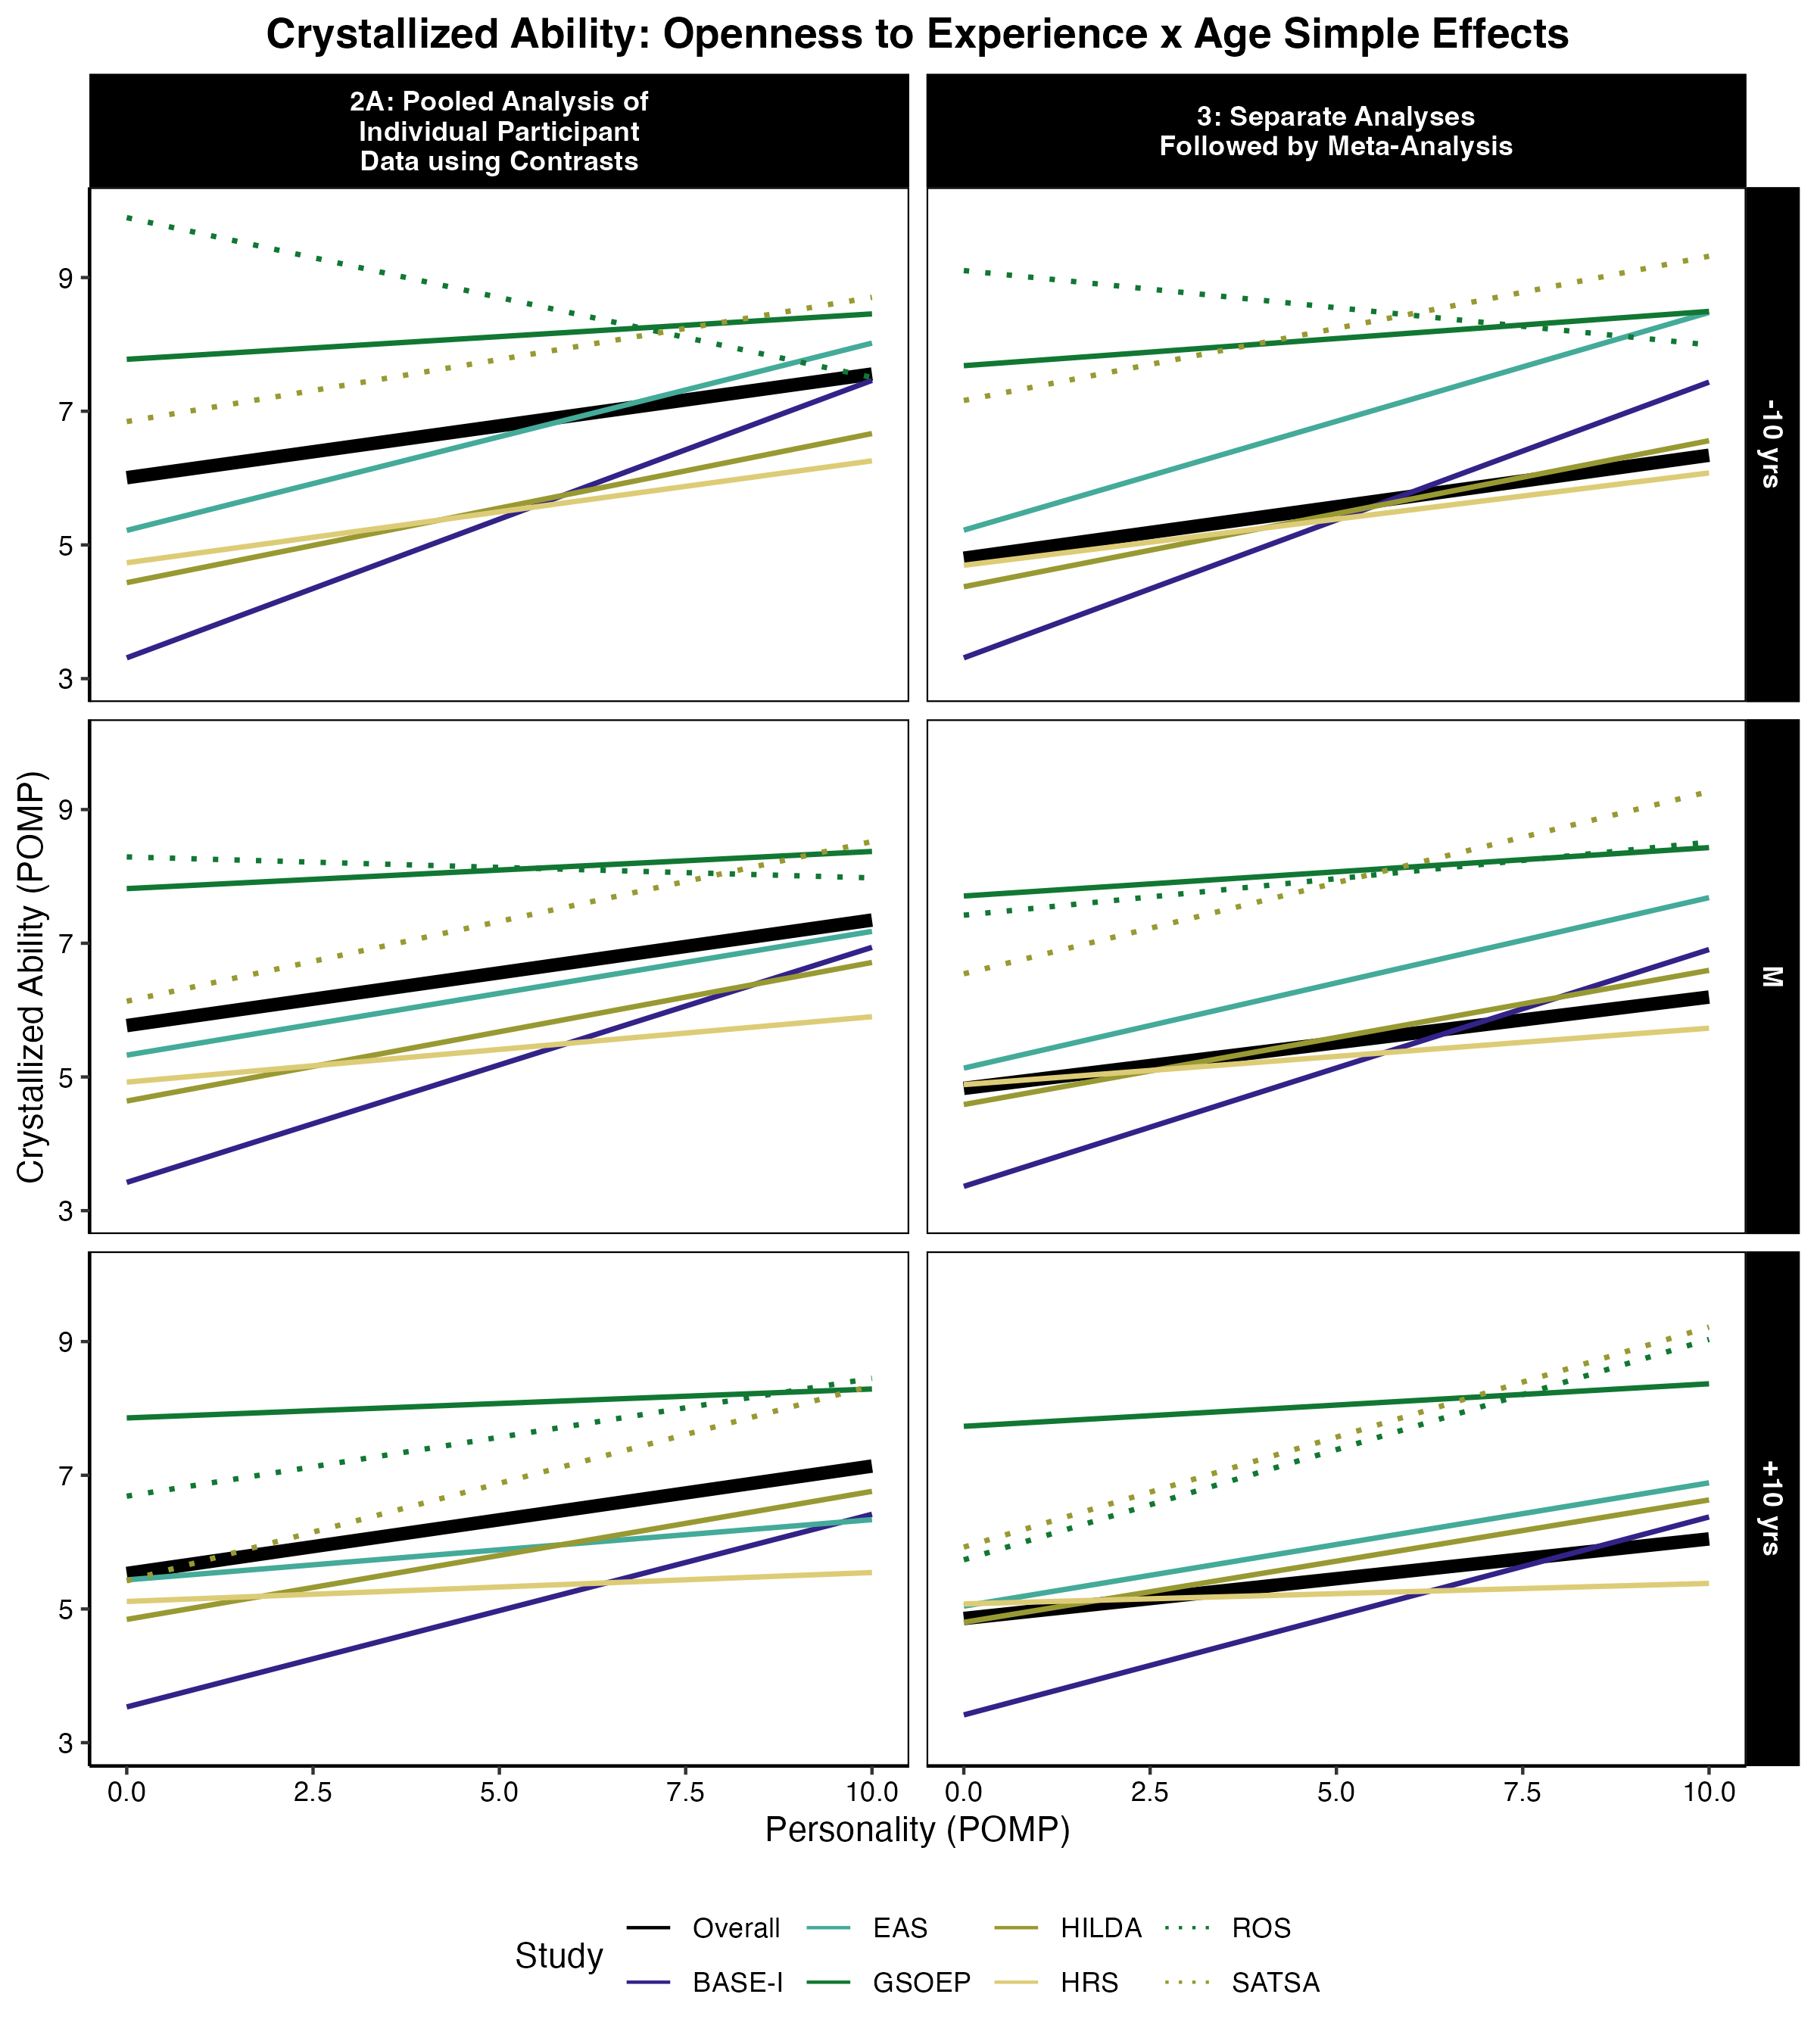 Crystallized Ability: Openness to Experience x Age Simple Effects
2A: Pooled Analysis of
Individual Participant
Data using Contrasts
3: Separate Analyses
Followed by Meta-Analysis
9
7
5
3
-10 yrs
9
7
5
3
M
9
7
5
3
+10 yrs
Crystallized Ability (POMP)
0.0 2.5 5.0 7.5 10.0
0.0 2.5 5.0 7.5 10.0
Personality (POMP)
Study
Overall EAS HILDA ROS
BASE-I GSOEP HRS SATSA